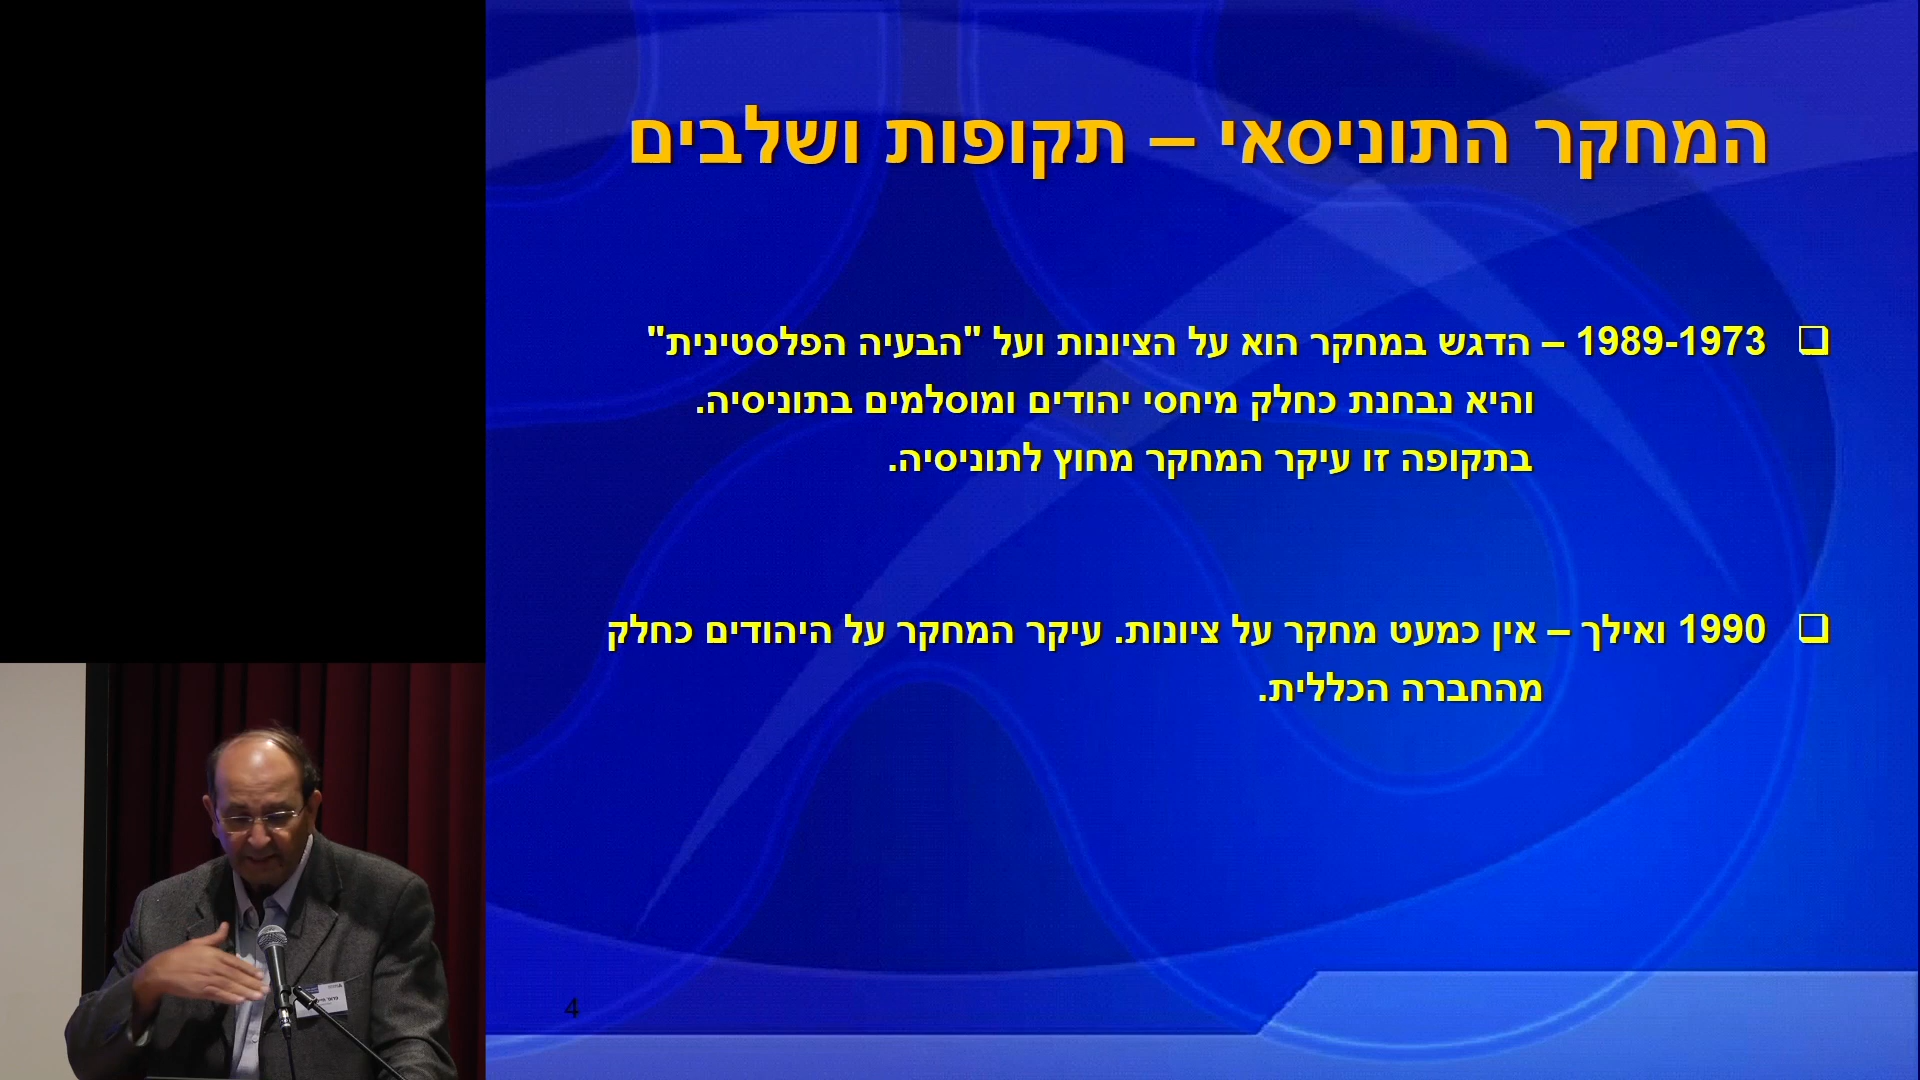 המחקר התוניסאי – תקופות ושלבים
1989-1973 – הדגש במחקר הוא על הציונות ועל "הבעיה הפלסטינית"
והיא נבחנת כחלק מיחסי יהודים ומוסלמים בתוניסיה.
בתקופה זו עיקר המחקר מחוץ לתוניסיה.
1990 ואילך – אין כמעט מחקר על ציונות. עיקר המחקר על היהודים כחלק
מהחברה הכללית.
4